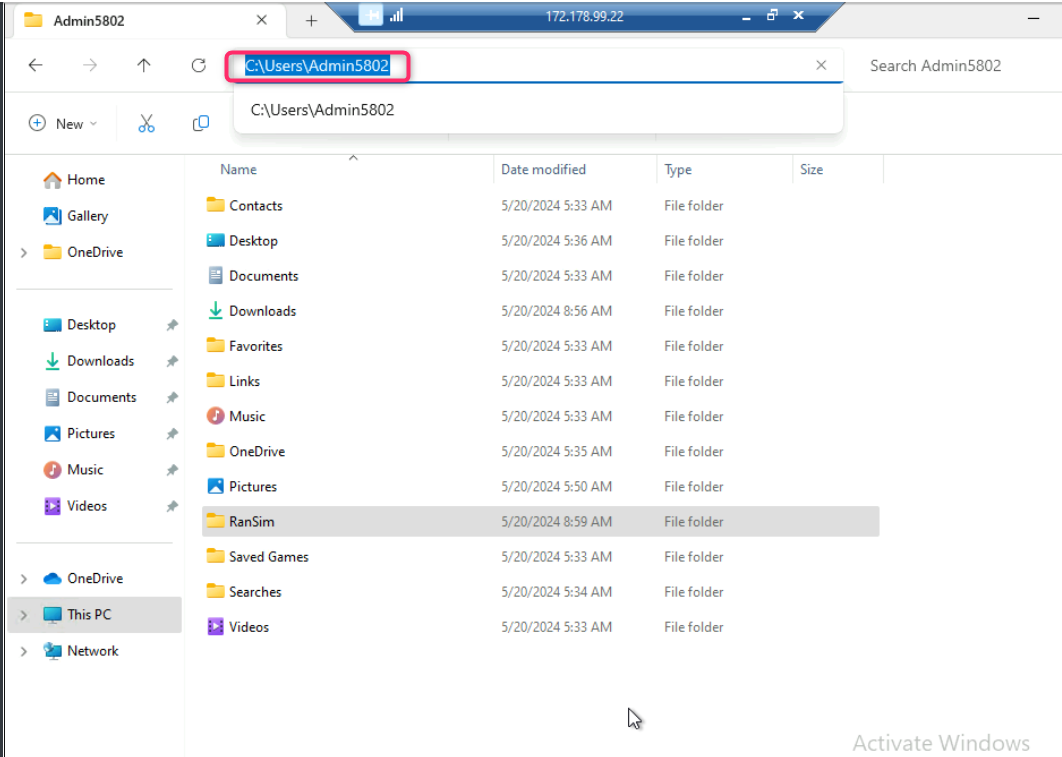 Admin5802
172.178.99.22
C:\Users\Admin5802
Search Admin5802
C:\Users\Admin5802
New
Name Date modified Type Size
Home
Gallery
OneDrive
Desktop
Downloads
Documents
Pictures
Music
Videos
OneDrive
This PC
Network
Contacts 5/20/2024 5:33 AM File folder
Desktop 5/20/2024 5:36 AM File folder
Documents 5/20/2024 5:33 AM File folder
Downloads 5/20/2024 8:56 AM File folder
Favorites 5/20/2024 5:33 AM File folder
Links 5/20/2024 5:33 AM File folder
Music 5/20/2024 5:33 AM File folder
OneDrive 5/20/2024 5:35 AM File folder
Pictures 5/20/2024 5:50 AM File folder
RanSim 5/20/2024 8:59 AM File folder
Saved Games 5/20/2024 5:33 AM File folder
Searches 5/20/2024 5:34 AM File folder
Videos 5/20/2024 5:33 AM File folder
Activate Windows